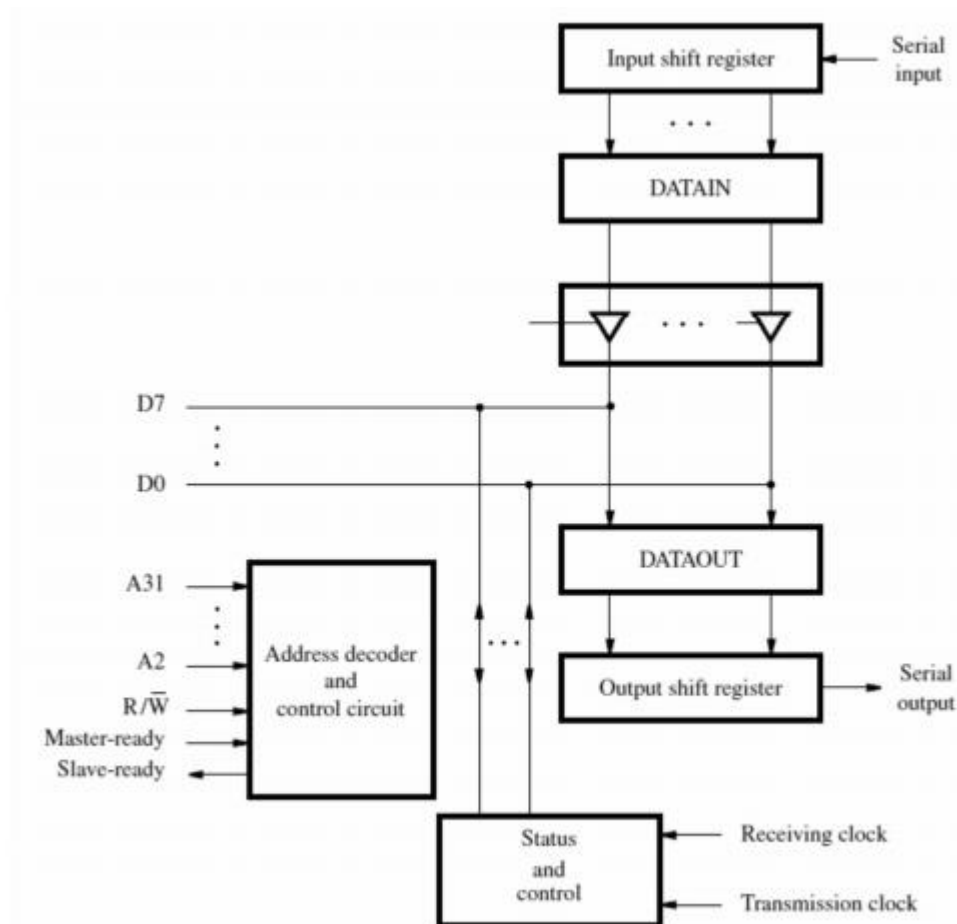 Input shift register
Serial
input
DATAIN
D7
D0
DATAOUT
A31
A2
R/W̅
Master-ready
Slave-ready
Address decoder
and
control circuit
Output shift register
Serial
output
Status
and
control
Receiving clock
Transmission clock